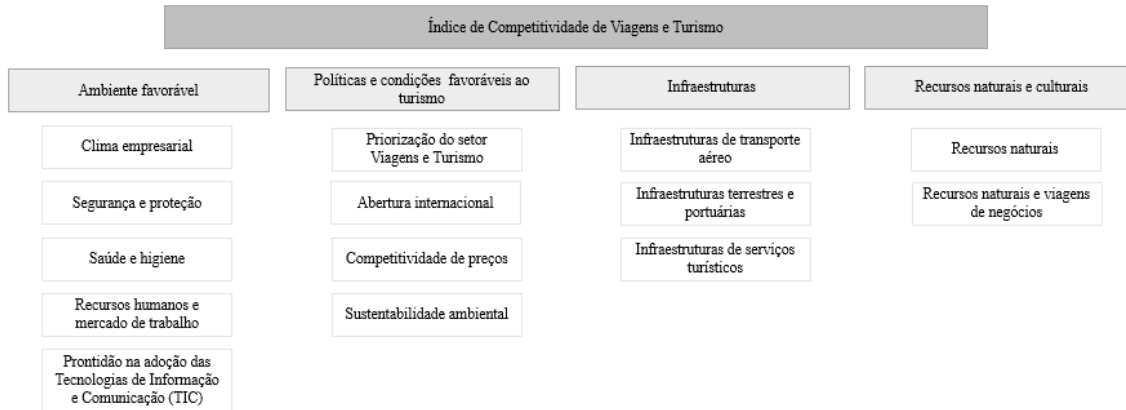 Índice de Competitividade de Viagens e Turismo
Ambiente favorável
Clima empresarial
Segurança e proteção
Saúde e higiene
Recursos humanos e
mercado de trabalho
Prontidão na adoção das
Tecnologias de Informação
e Comunicação (TIC)
Políticas e condições favoráveis ao
turismo
Priorização do setor
Viagens e Turismo
Abertura internacional
Competitividade de preços
Sustentabilidade ambiental
Infraestruturas
Infraestruturas de transporte
aéreo
Infraestruturas terrestres e
portuárias
Infraestruturas de serviços
turísticos
Recursos naturais e culturais
Recursos naturais
Recursos naturais e viagens
de negócios